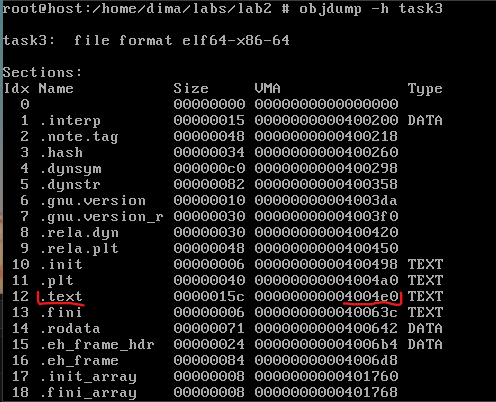 root@host:/home/dima/labs/lab2 # objdump -h task3
task3:  file format elf64-x86-64
Sections:
Idx Name          Size     VMA              Type
  0               00000000 0000000000000000
  1 .interp       00000015 0000000000400200 DATA
  2 .note.tag     00000048 0000000000400218
  3 .hash         00000034 0000000000400260
  4 .dynsym       000000c0 0000000000400298
  5 .dynstr       00000082 0000000000400358
  6 .gnu.version  00000010 00000000004003da
  7 .gnu.version_r 00000030 00000000004003f0
  8 .rela.dyn     00000030 0000000000400420
  9 .rela.plt     00000048 0000000000400450
 10 .init         00000006 0000000000400498 TEXT
 11 .plt          00000040 00000000004004a0 TEXT
 12 .text         0000015c 00000000004004e0 TEXT
 13 .fini         00000006 000000000040063c TEXT
 14 .rodata       00000071 0000000000400642 DATA
 15 .eh_frame_hdr 00000024 00000000004006b4 DATA
 16 .eh_frame     00000084 00000000004006d8
 17 .init_array   00000008 0000000000401760
 18 .fini_array   00000008 0000000000401768